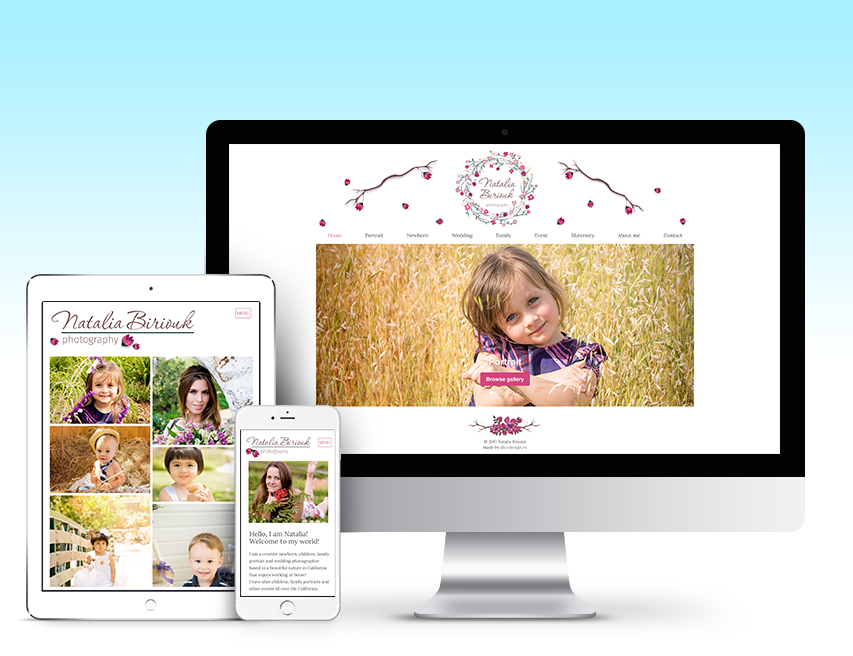 Natalia
Biriouk
photography
Home Portrait Newborn Wedding Family Event Maternity About me Contact
Portrait
Browse gallery
© 2017 Natalia Biriouk
made by
Natalia Biriouk
photography
MENU
Natalia Biriouk
photography
MENU
Hello, I am Natalia!
Welcome to my world!
I am a creative newborn, children, family
portrait and wedding photographer
based in a beautiful nature in California
that enjoys working at home!
I have shot children, family portraits and
other events all over the California.